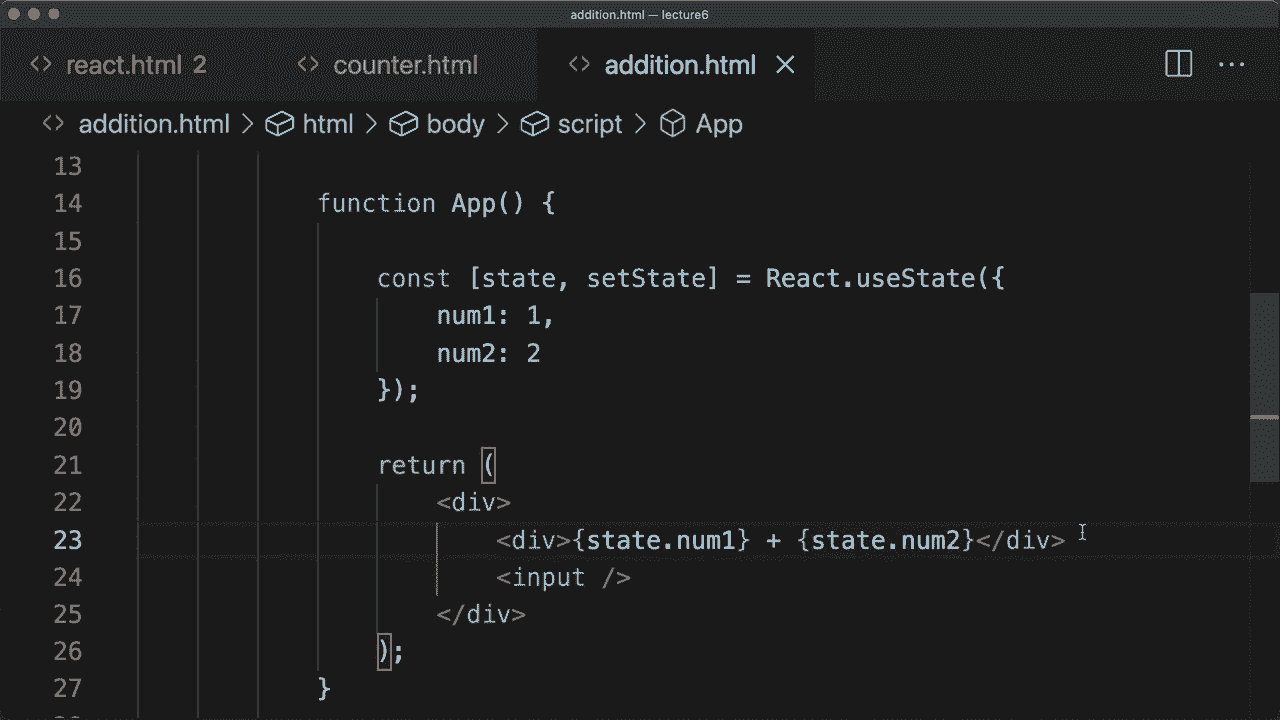 addition.html — lecture6
react.html 2 counter.html addition.html
addition.html html body script App
13
14 function App() {
15
16 const [state, setState] = React.useState({
17 num1: 1,
18 num2: 2
19 });
20
21 return (
22 <div>
23 <div>{state.num1} + {state.num2}</div>
24 <input />
25 </div>
26 );
27 }